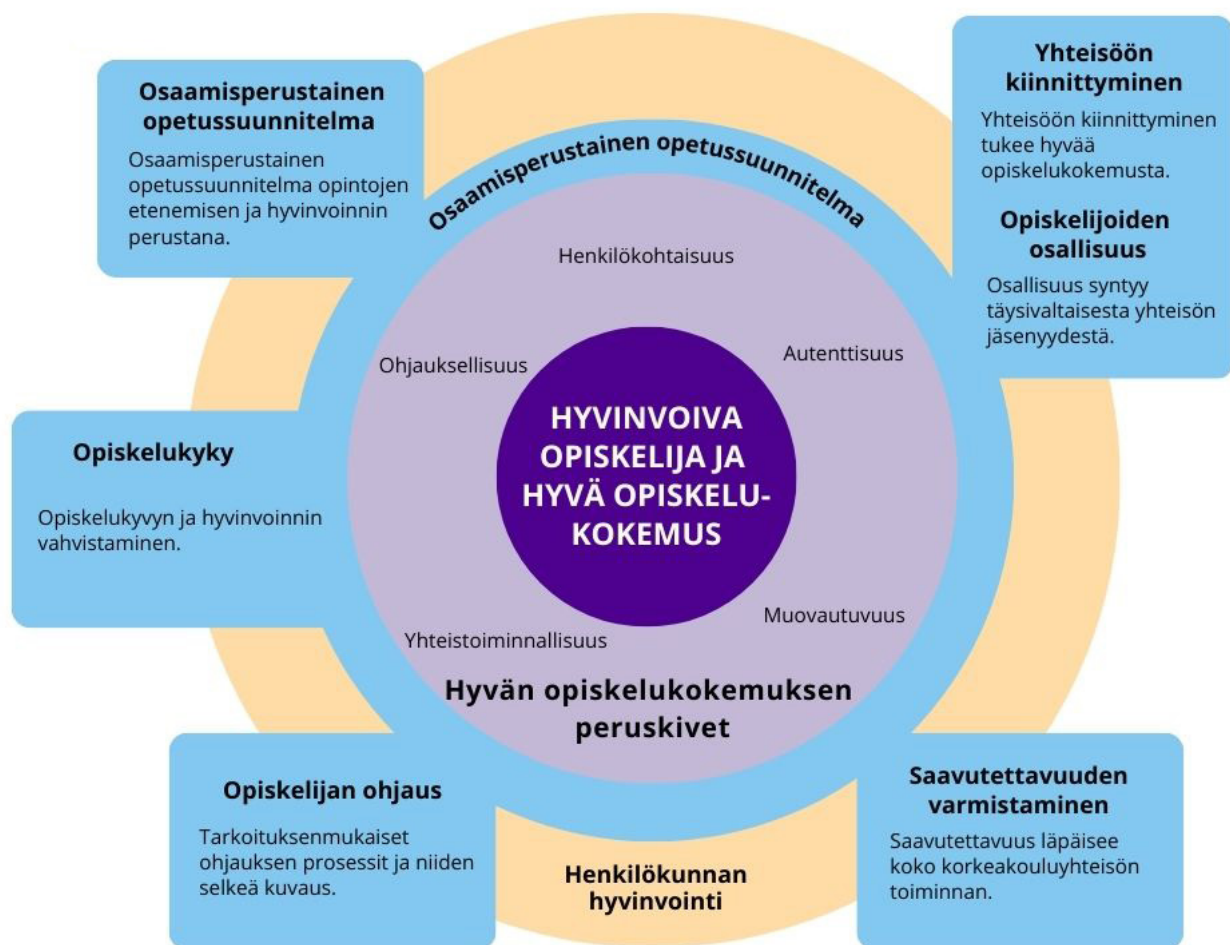 Osaamisperustainen
opetussuunnitelma
Osaamisperustainen
opetussuunnitelma opintojen
etenemisen ja hyvinvoinnin
perustana.
Yhteisöön
kiinnittyminen
Yhteisöön kiinnittyminen
tukee hyvää
opiskelukokemusta.
Opiskelijoiden
osallisuus
Osallisuus syntyy
täysivaltaisesta yhteisön
jäsenyydestä.
Osaamisperustainen opetussuunnitelma
Henkilökohtaisuus
Ohjauksellisuus
Autenttisuus
HYVINVOIVA
OPISKELIJA JA
HYVÄ OPISKELU-
KOKEMUS
Opiskelukyky
Opiskelukyvyn ja hyvinvoinnin
vahvistaminen.
Muovautuvuus
Yhteistoiminnallisuus
Hyvän opiskelukokemuksen
peruskivet
Opiskelijan ohjaus
Tarkoituksenmukaiset
ohjauksen prosessit ja niiden
selkeä kuvaus.
Henkilökunnan
hyvinvointi
Saavutettavuuden
varmistaminen
Saavutettavuus läpäisee
koko korkeakouluyhteisön
toiminnan.